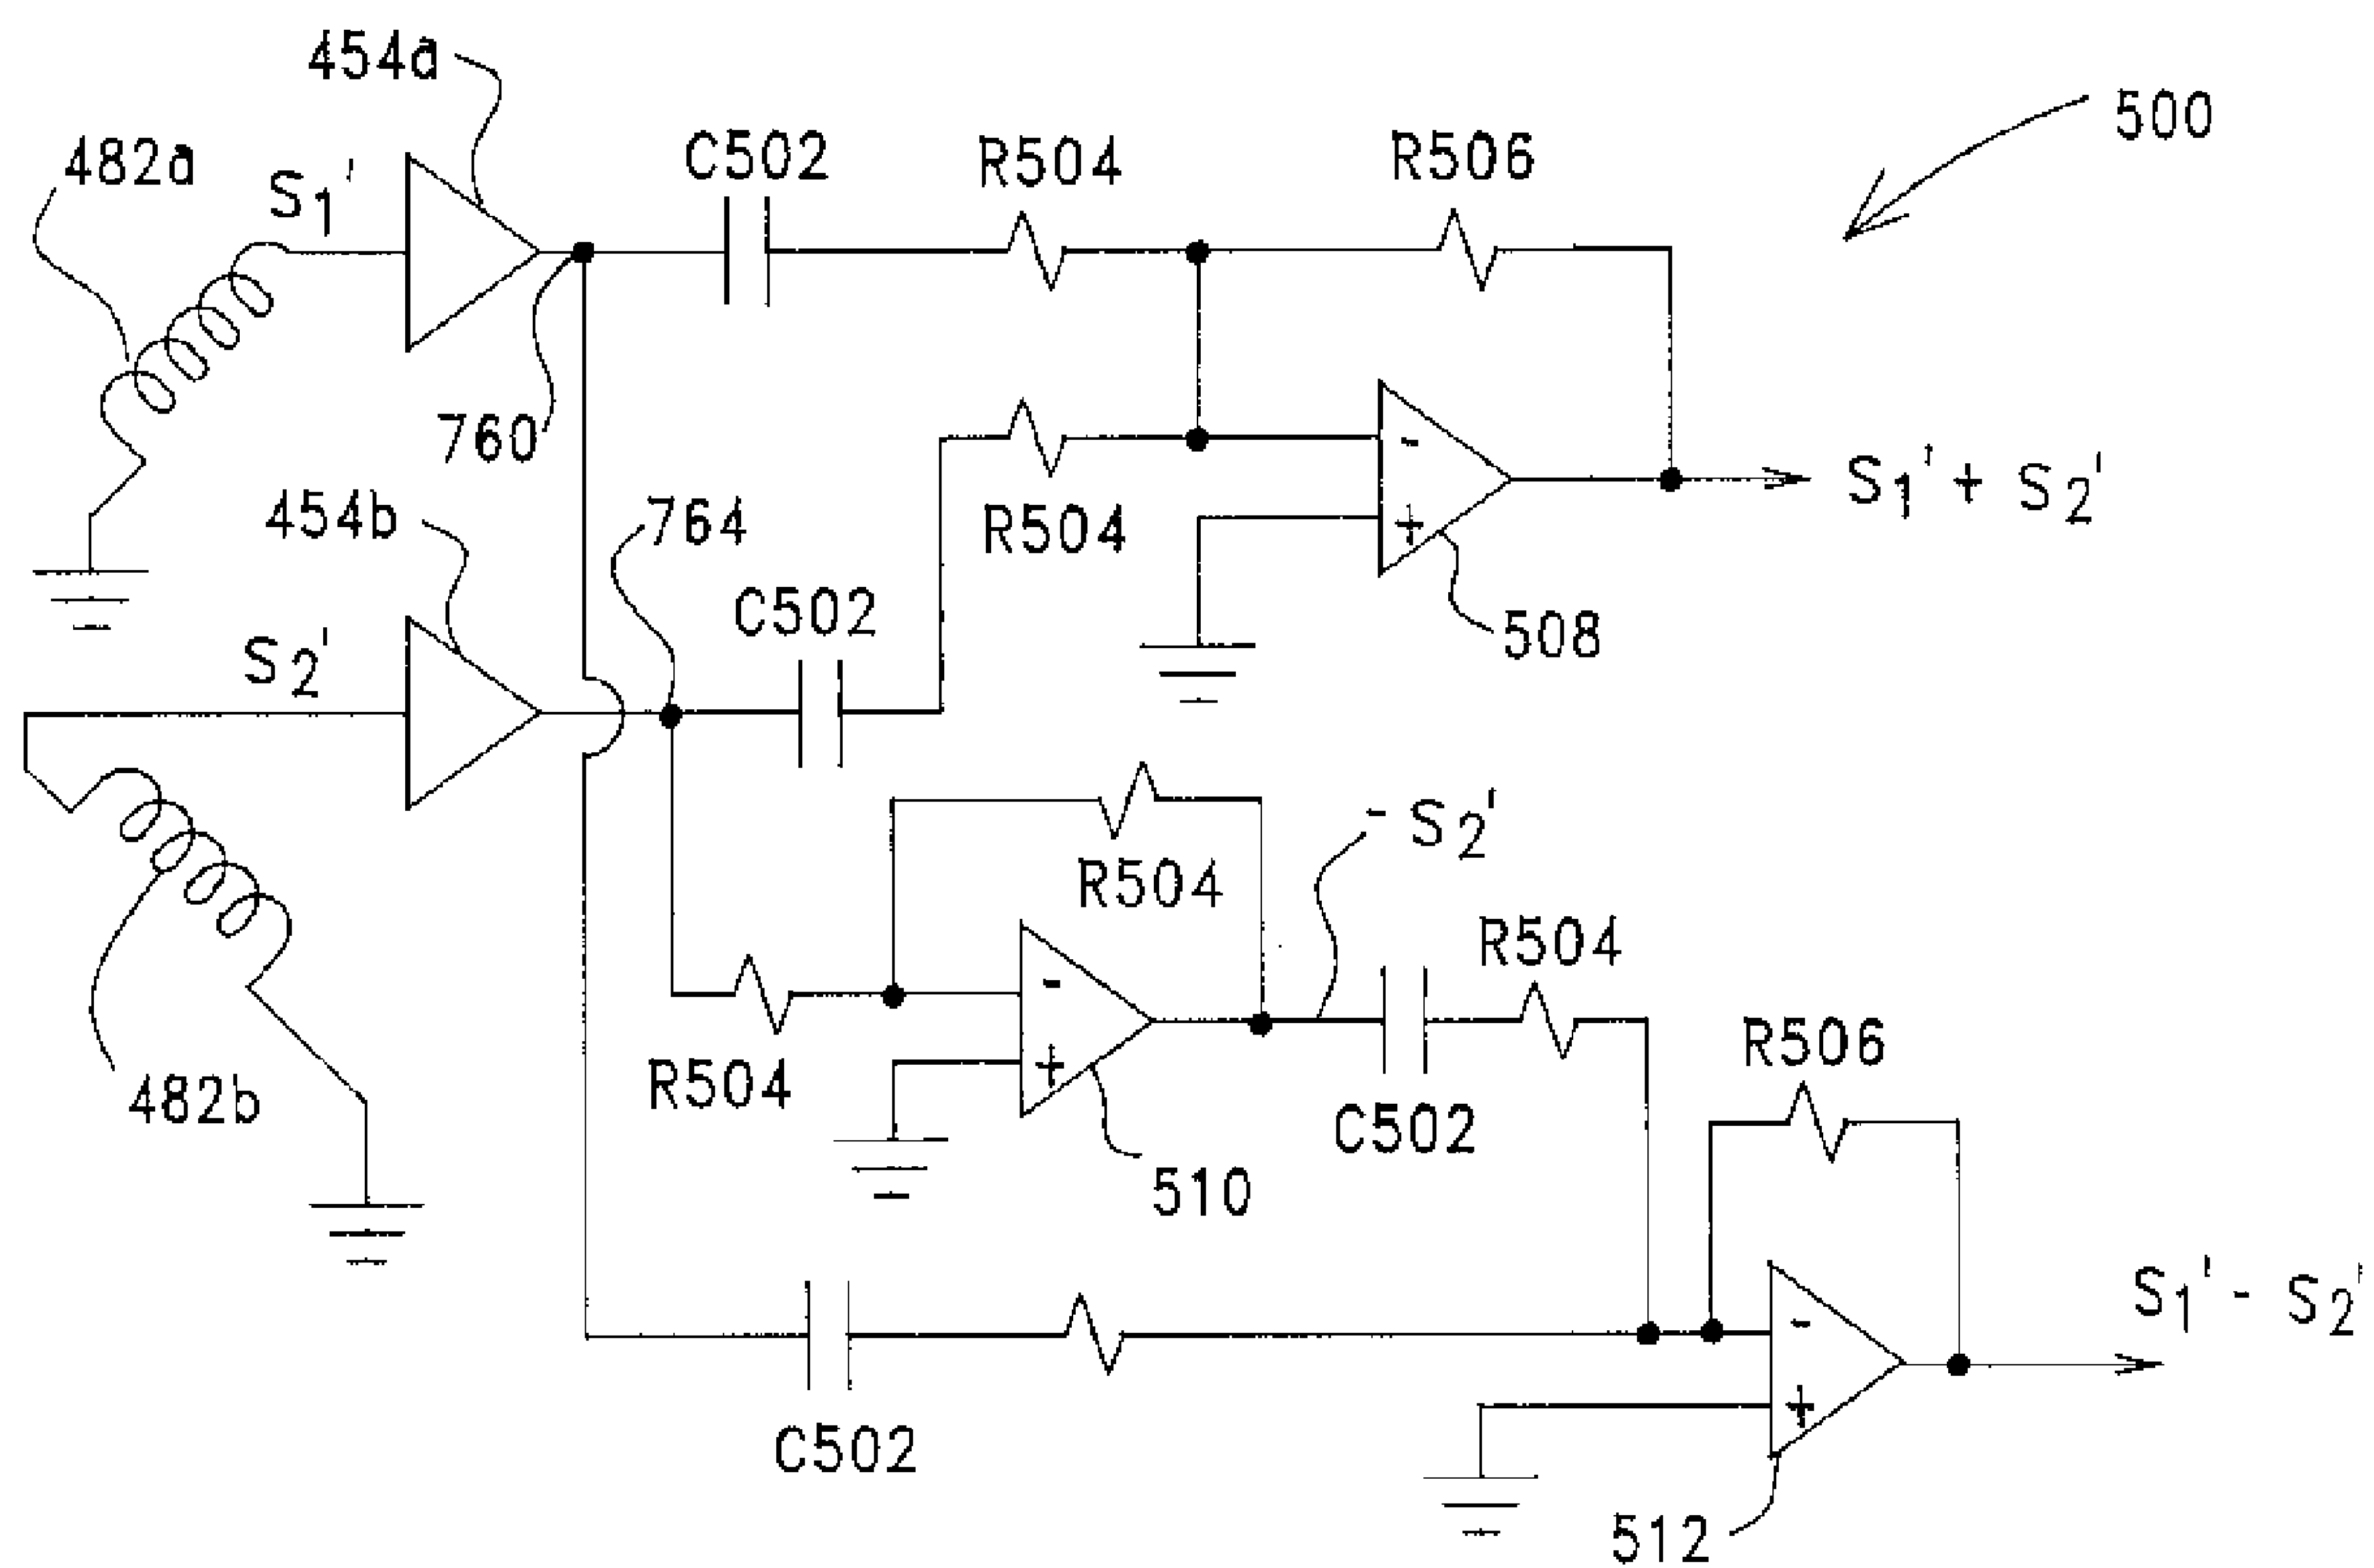 454a
500
482a
S₁'
C502
R504
R506
760
454b
764
R504
S₁' + S₂'
C502
508
S₂'
- S₂'
R504
R504
R504
R506
482b
C502
510
S₁' - S₂'
C502
512